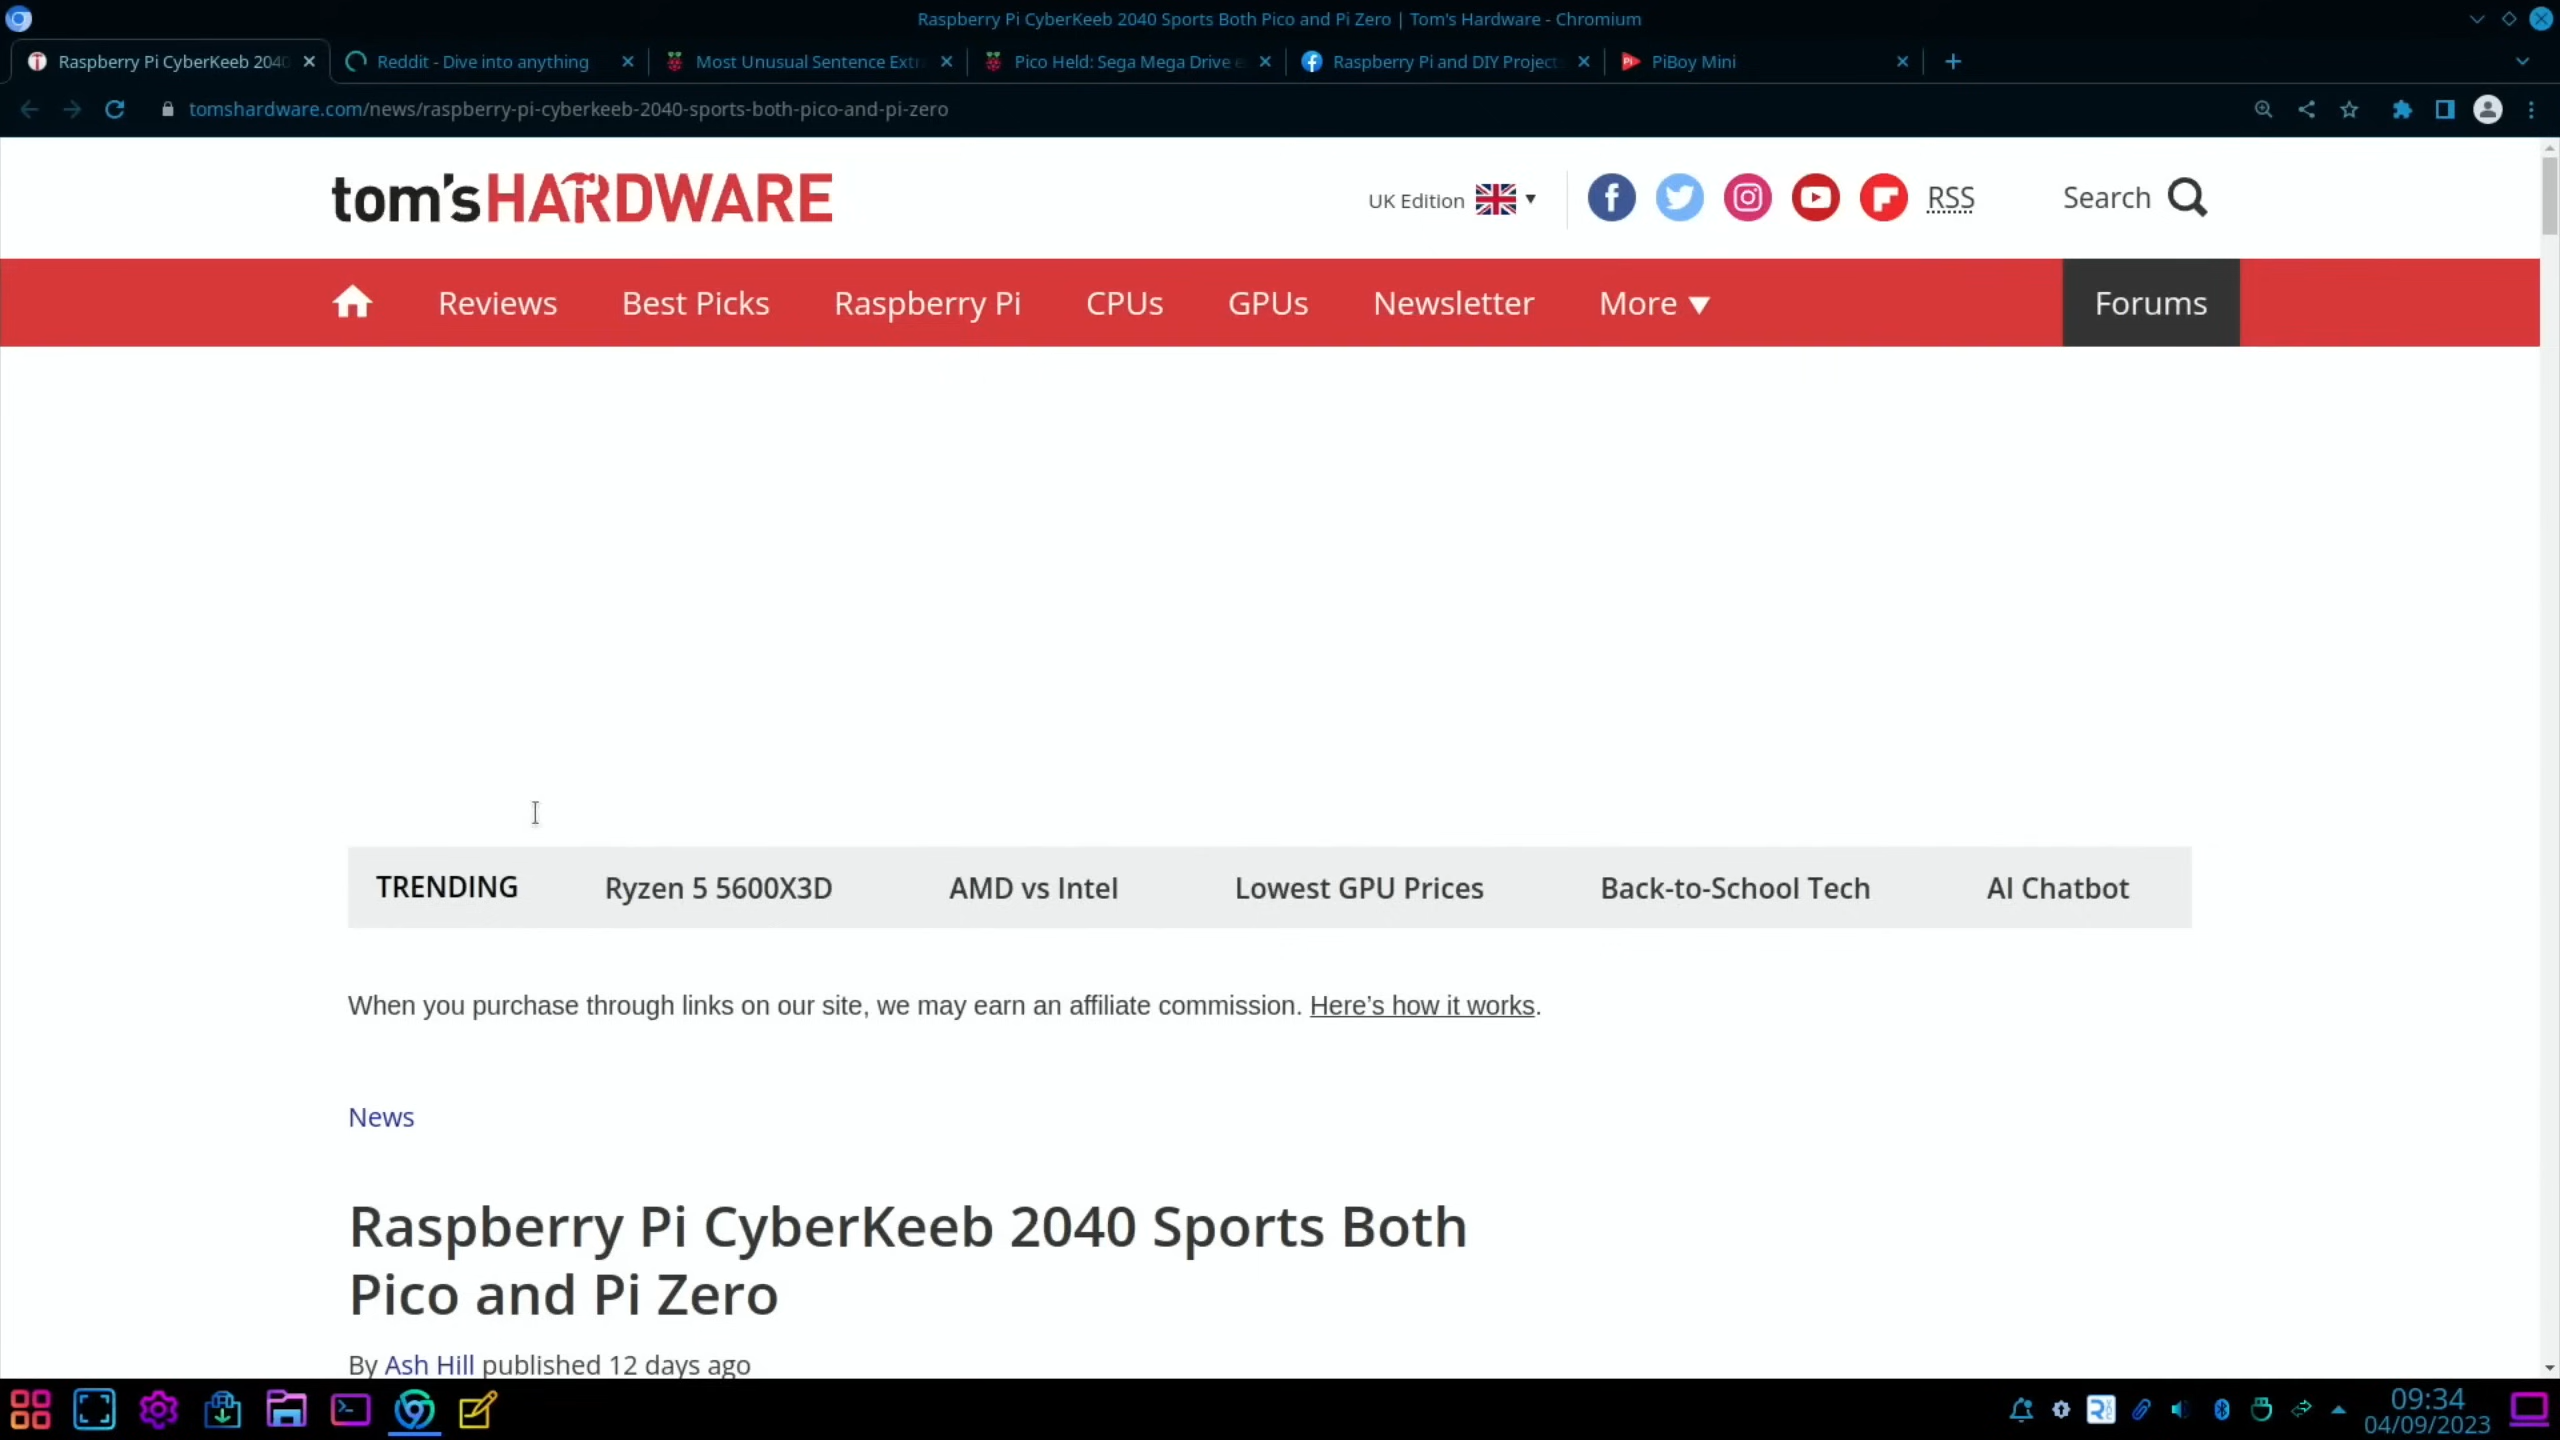 Raspberry Pi CyberKeeb 2040 Sports Both Pico and Pi Zero | Tom's Hardware - Chromium
Raspberry Pi CyberKeeb 2040
Reddit - Dive into anything
Most Unusual Sentence Extr
Pico Held: Sega Mega Drive e
Raspberry Pi and DIY Project
PiBoy Mini
tomshardware.com/news/raspberry-pi-cyberkeeb-2040-sports-both-pico-and-pi-zero
tom's HARDWARE
UK Edition
RSS
Search
Reviews
Best Picks
Raspberry Pi
CPUs
GPUs
Newsletter
More
Forums
TRENDING
Ryzen 5 5600X3D
AMD vs Intel
Lowest GPU Prices
Back-to-School Tech
AI Chatbot
When you purchase through links on our site, we may earn an affiliate commission. Here’s how it works.
News
Raspberry Pi CyberKeeb 2040 Sports Both
Pico and Pi Zero
By Ash Hill published 12 days ago
09:34
04/09/2023